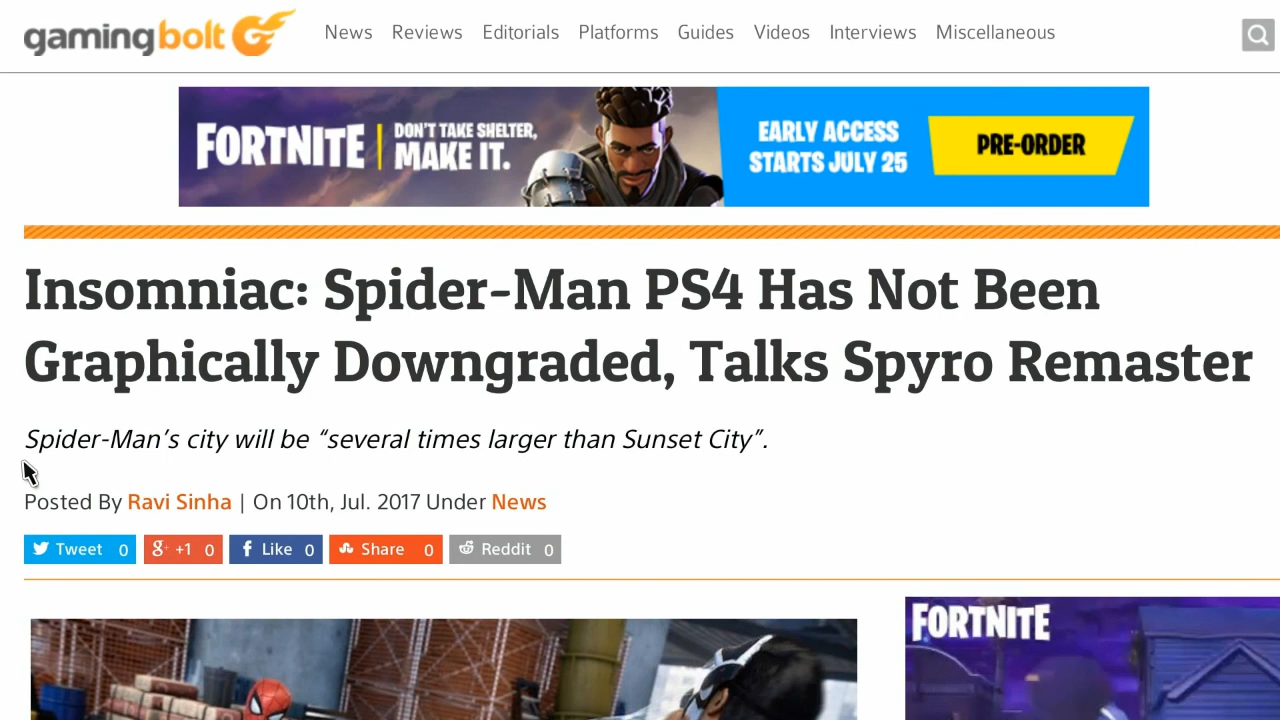 gamingbolt
News Reviews Editorials Platforms Guides Videos Interviews Miscellaneous
FORTNITE DON'T TAKE SHELTER, MAKE IT.
EARLY ACCESS STARTS JULY 25
PRE-ORDER
Insomniac: Spider-Man PS4 Has Not Been
Graphically Downgraded, Talks Spyro Remaster
Spider-Man's city will be “several times larger than Sunset City”.
Posted By Ravi Sinha | On 10th, Jul. 2017 Under News
Tweet 0 g+ +1 0 f Like 0 Share 0 Reddit 0
FORTNITE